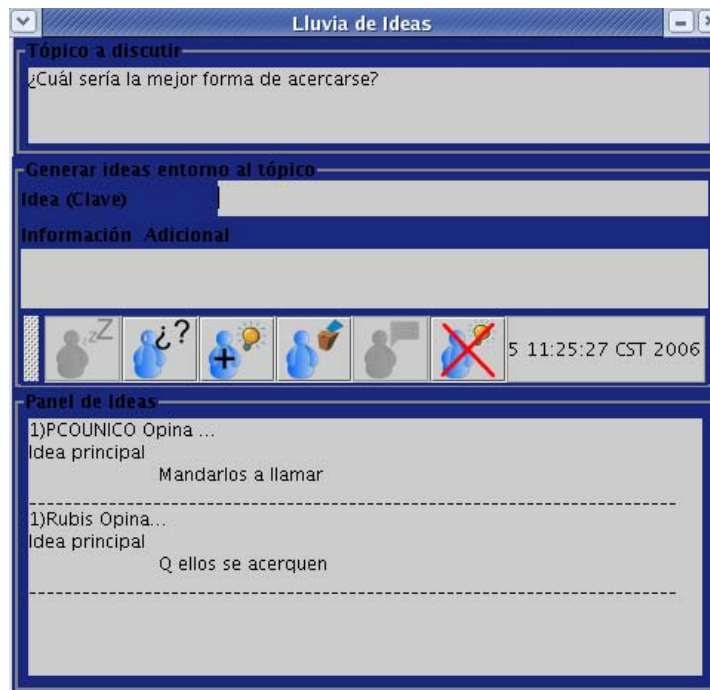 Lluvia de Ideas
Tópico a discutir
¿Cuál sería la mejor forma de acercarse?
Generar ideas entorno al tópico
Idea (Clave)
Información Adicional
zZ ¿? +
5 11:25:27 CST 2006
Panel de Ideas
1)PCOUNICO Opina ...
Idea principal
Mandarlos a llamar
--------------------------------------------------------------------------------
1)Rubis Opina...
Idea principal
Q ellos se acerquen
--------------------------------------------------------------------------------